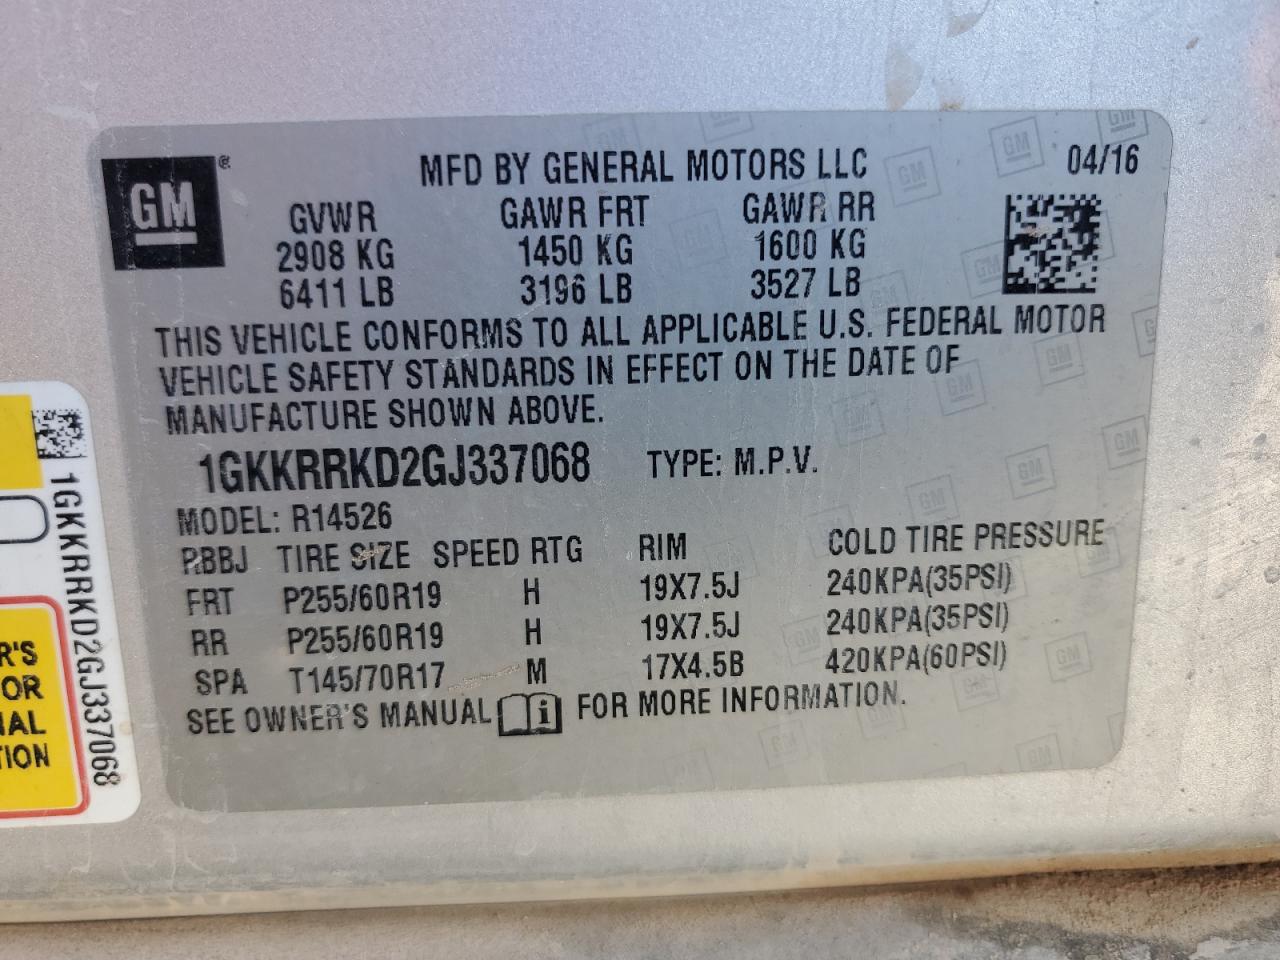 GM®
MFD BY GENERAL MOTORS LLC 04/16
GVWR GAWR FRT GAWR RR
2908 KG 1450 KG 1600 KG
6411 LB 3196 LB 3527 LB
THIS VEHICLE CONFORMS TO ALL APPLICABLE U.S. FEDERAL MOTOR
VEHICLE SAFETY STANDARDS IN EFFECT ON THE DATE OF
MANUFACTURE SHOWN ABOVE.
1GKKRRKD2GJ337068 TYPE: M.P.V.
MODEL: R14526
RBBJ TIRE SIZE SPEED RTG RIM COLD TIRE PRESSURE
FRT P255/60R19 H 19X7.5J 240KPA(35PSI)
RR P255/60R19 H 19X7.5J 240KPA(35PSI)
SPA T145/70R17 M 17X4.5B 420KPA(60PSI)
SEE OWNER'S MANUAL i FOR MORE INFORMATION.
1GKKRRKD2GJ337068
R'S
OR
NAL
TION